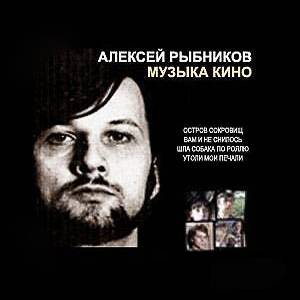 АЛЕКСЕЙ РЫБНИКОВ
МУЗЫКА КИНО
ОСТРОВ СОКРОВИЩ
ВАМ И НЕ СНИЛОСЬ
ШЛА СОБАКА ПО РОЯЛЮ
УТОЛИ МОИ ПЕЧАЛИ